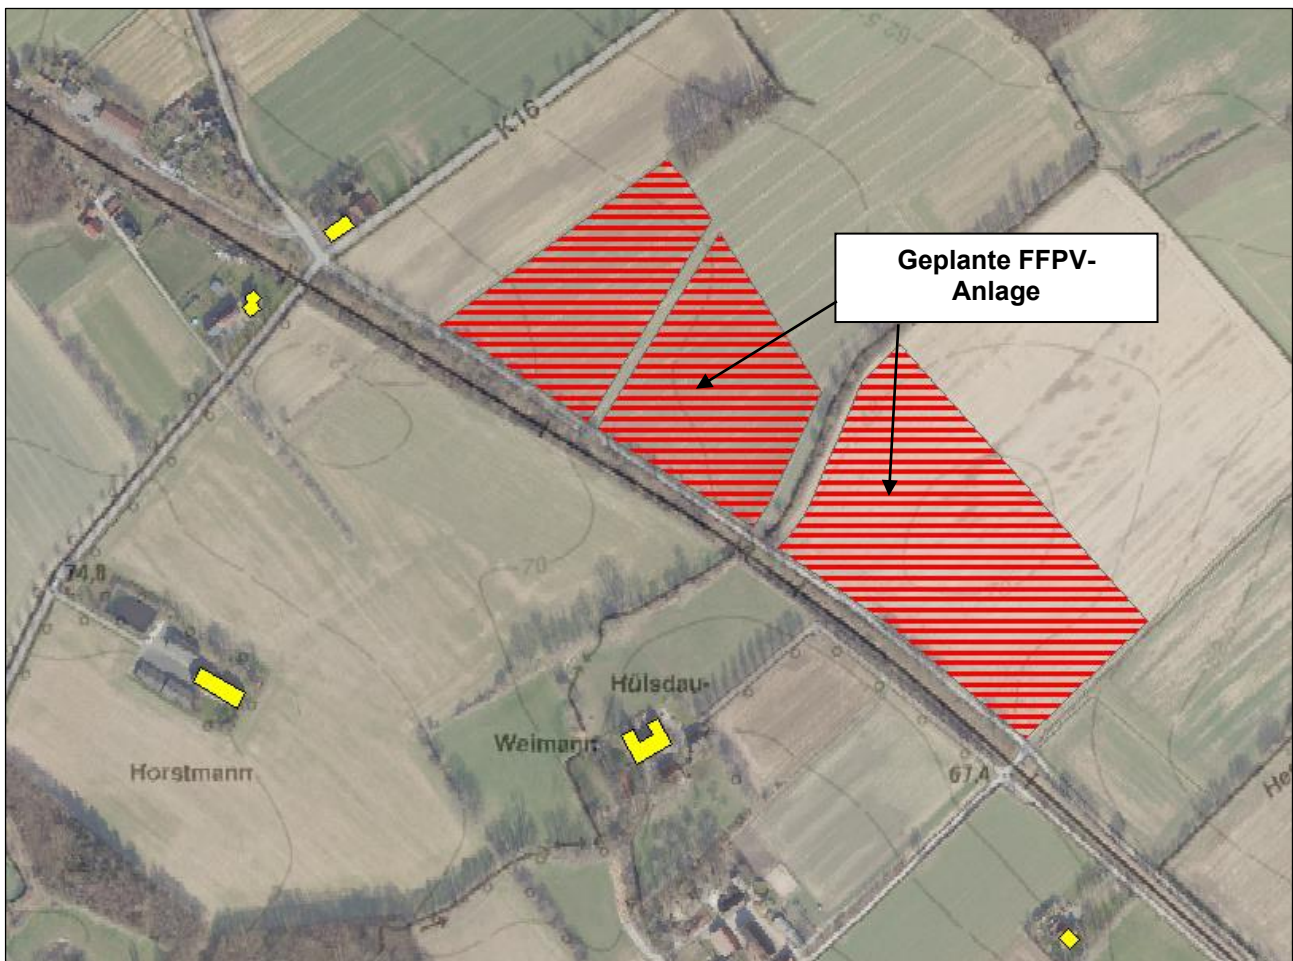 K16
Geplante FFPV-
Anlage
74,8
70
Hülsdau-
Weimann
Horstmann
67,4